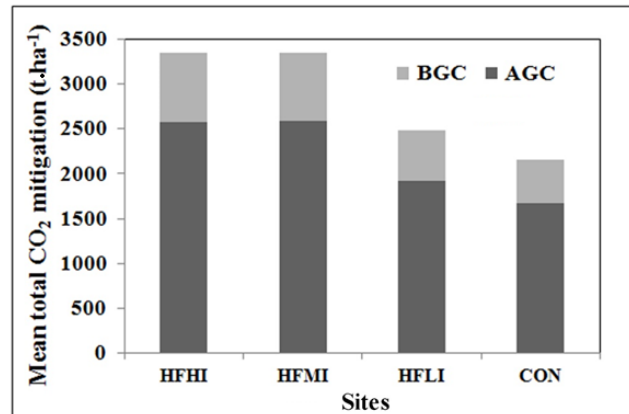 Mean total CO₂ mitigation (t.ha⁻¹)
3500
3000
2500
2000
1500
1000
500
0
BGC AGC
HFHI HFMI HFLI CON
Sites